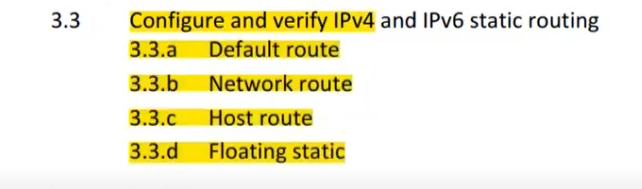 3.3 Configure and verify IPv4 and IPv6 static routing
3.3.a Default route
3.3.b Network route
3.3.c Host route
3.3.d Floating static